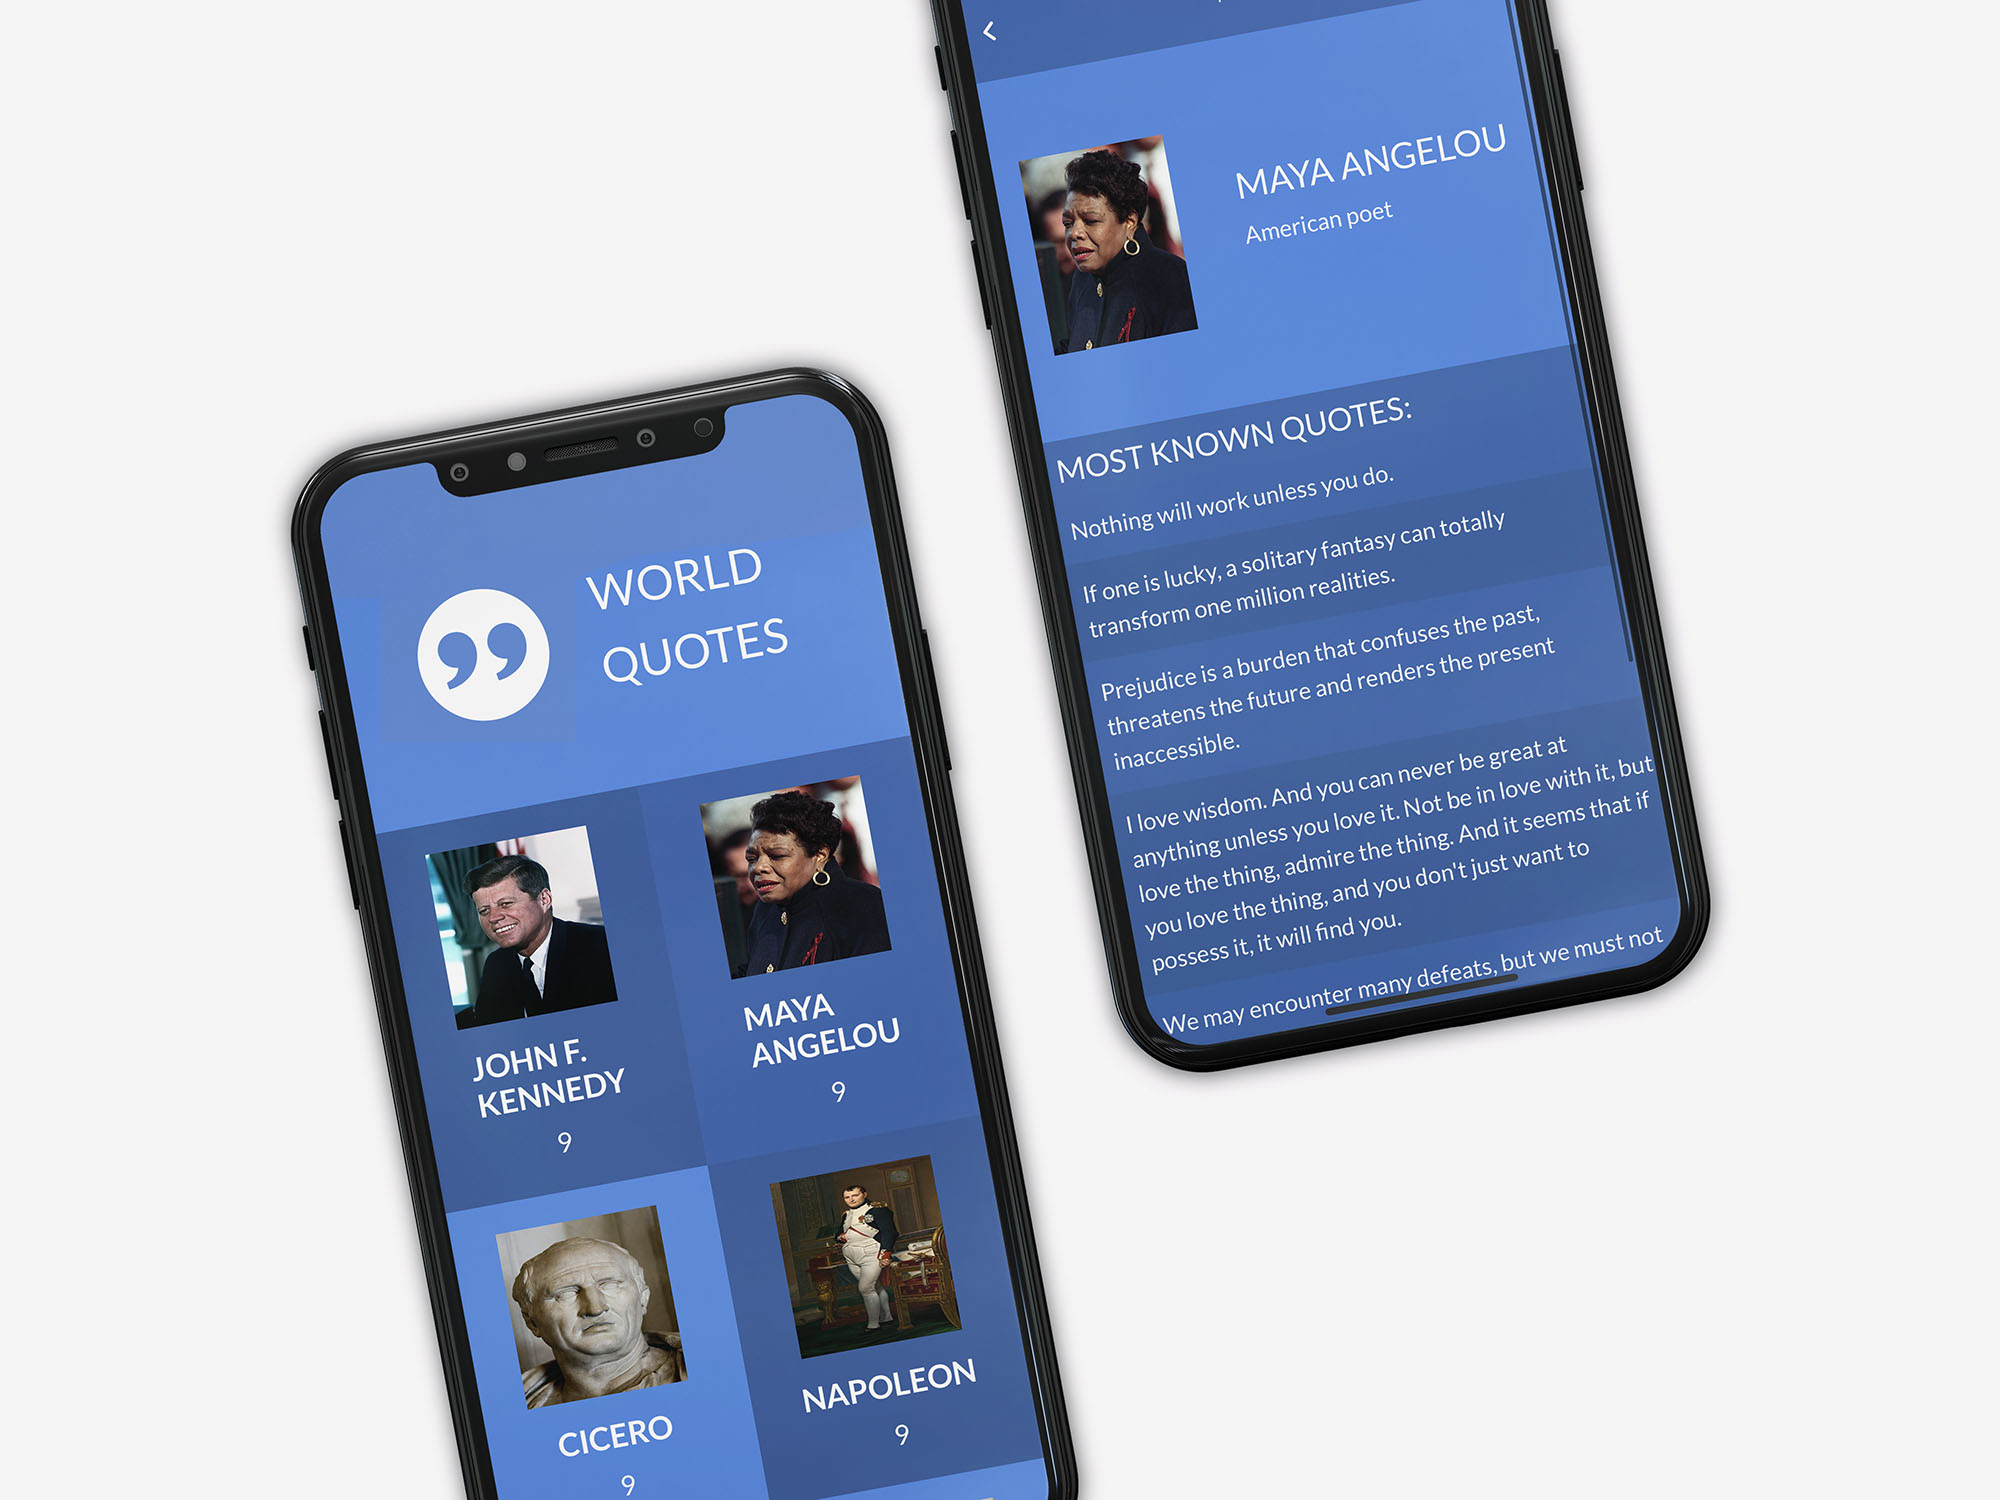 WORLD
QUOTES
JOHN F.
KENNEDY
9
MAYA
ANGELOU
9
CICERO
9
NAPOLEON
9
MAYA ANGELOU
American poet
MOST KNOWN QUOTES:
Nothing will work unless you do.
If one is lucky, a solitary fantasy can totally
transform one million realities.
Prejudice is a burden that confuses the past,
threatens the future and renders the present
inaccessible.
I love wisdom. And you can never be great at
anything unless you love it. Not be in love with it, but
love the thing, admire the thing. And it seems that if
you love the thing, and you don't just want to
possess it, it will find you.
We may encounter many defeats, but we must not